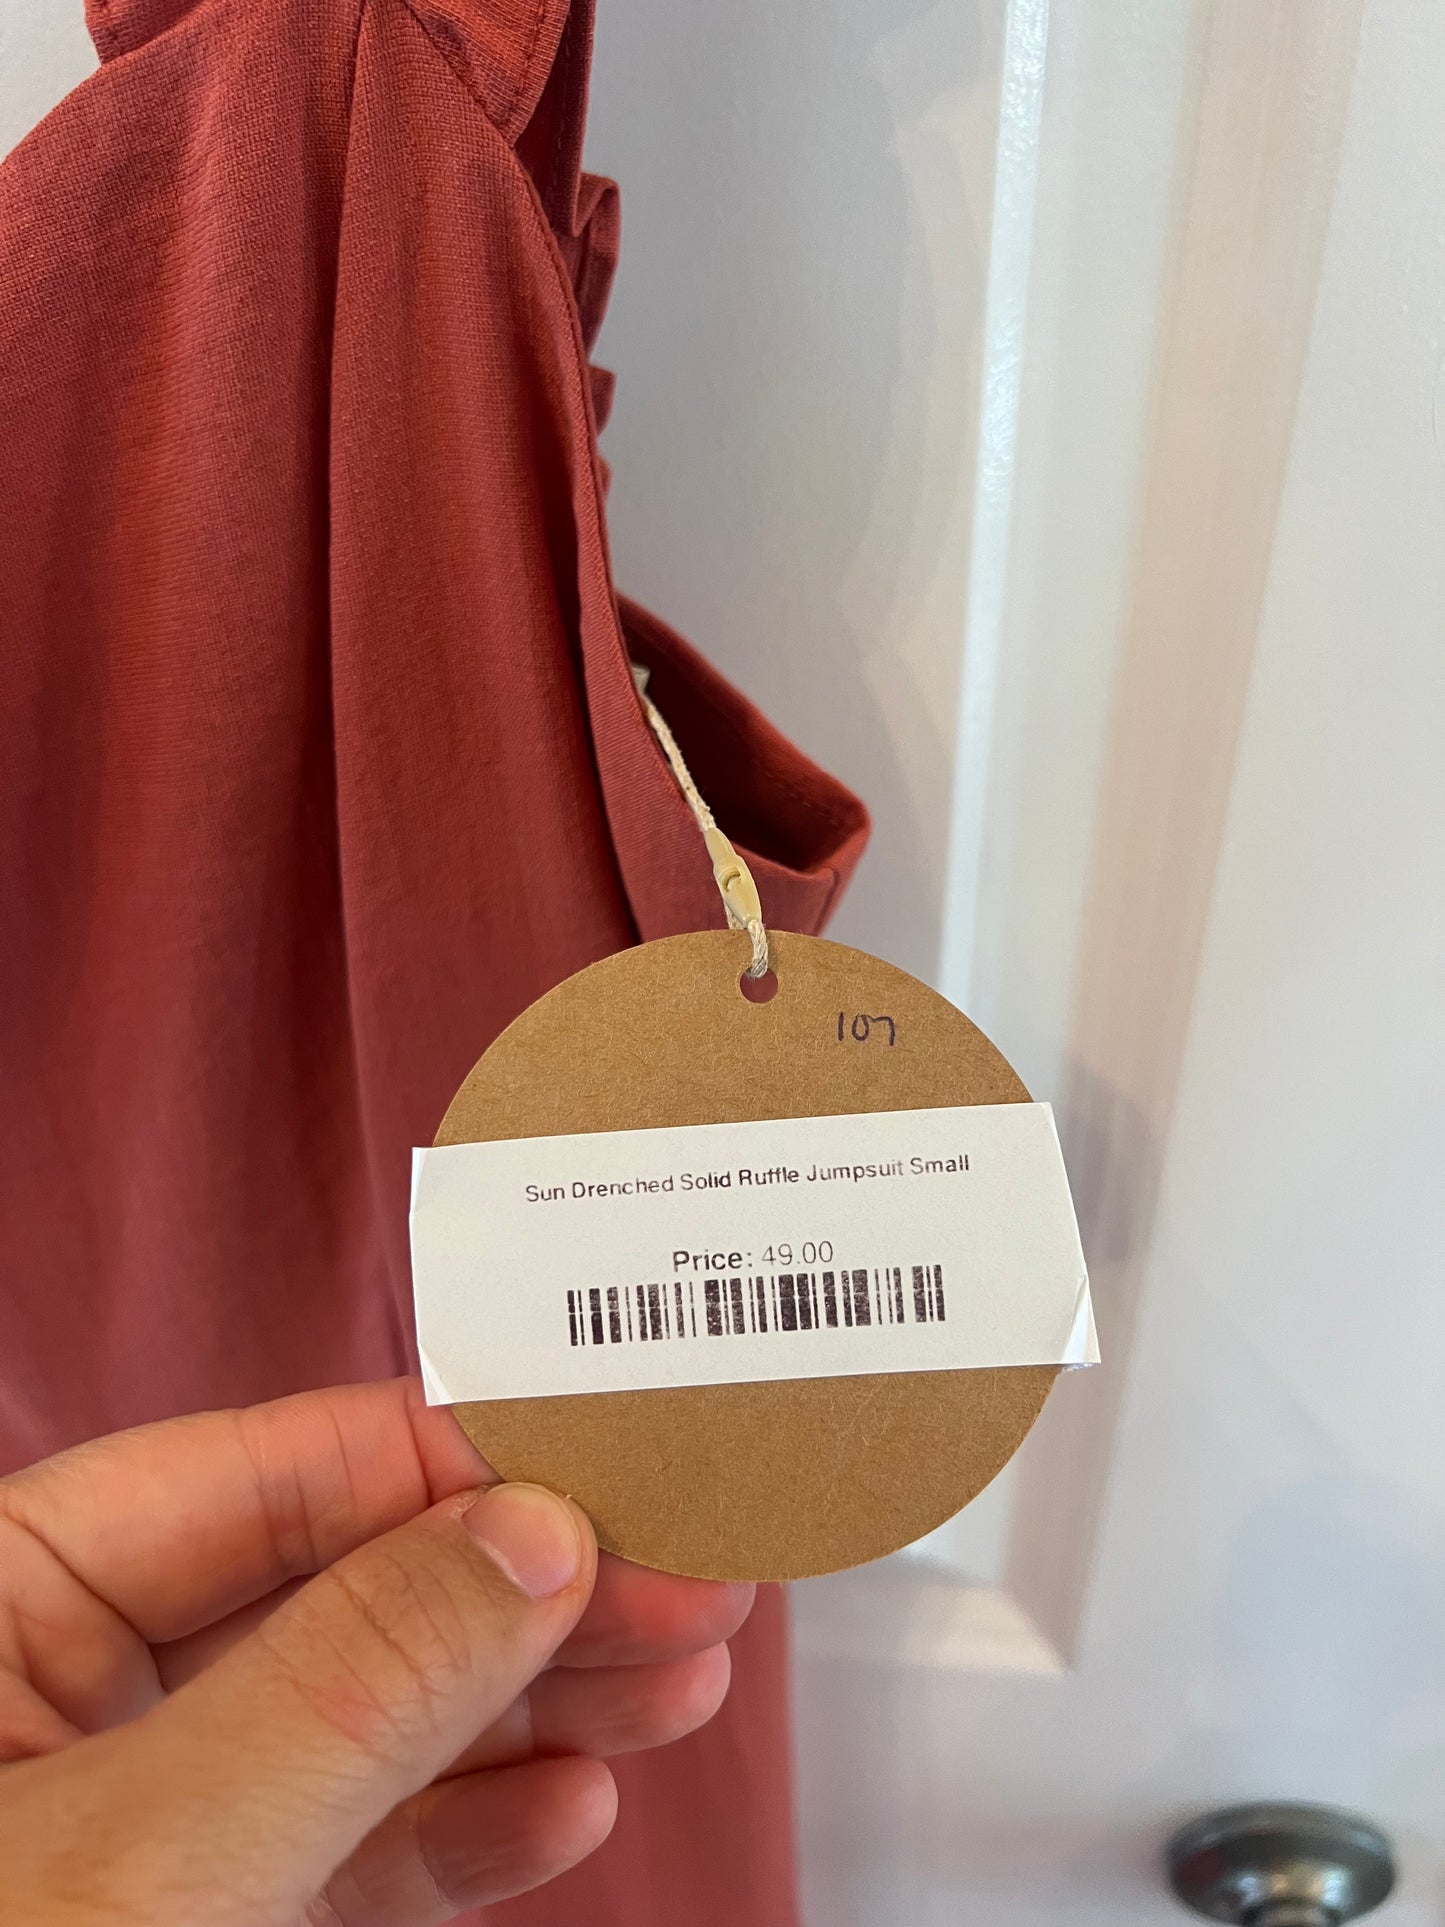 107
Sun Drenched Solid Ruffle Jumpsuit Small
Price: 49.00